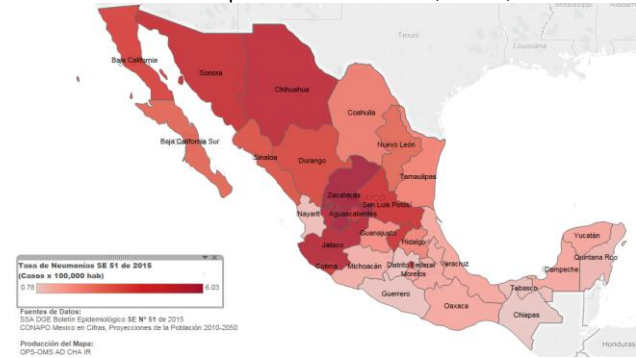 Mississippi
Alabama
Texas
Louisiana
Baja California
Sonora
Chihuahua
Coahuila
Baja California Sur
Nuevo León
Sinaloa
Durango
Tamaulipas
Zacatecas
San Luis Potosí
Nayarit
Aguascalientes
Guanajuato
Hidalgo
Yucatán
Jalisco
Quintana Roo
Distrito Federal
Veracruz
Colima
Michoacán
Campeche
Morelos
Tabasco
Guerrero
Oaxaca
Chiapas
Honduras
Tasa de Neumonías SE 51 de 2015
(Casos x 100,000 hab)
0.78 6.03
Fuentes de Datos:
SSA DGE Boletín Epidemiológico SE Nº 51 de 2015
CONAPO Mexico en Cifras, Proyecciones de la Población 2010-2050
Producción del Mapa:
OPS-OMS AD CHA IR